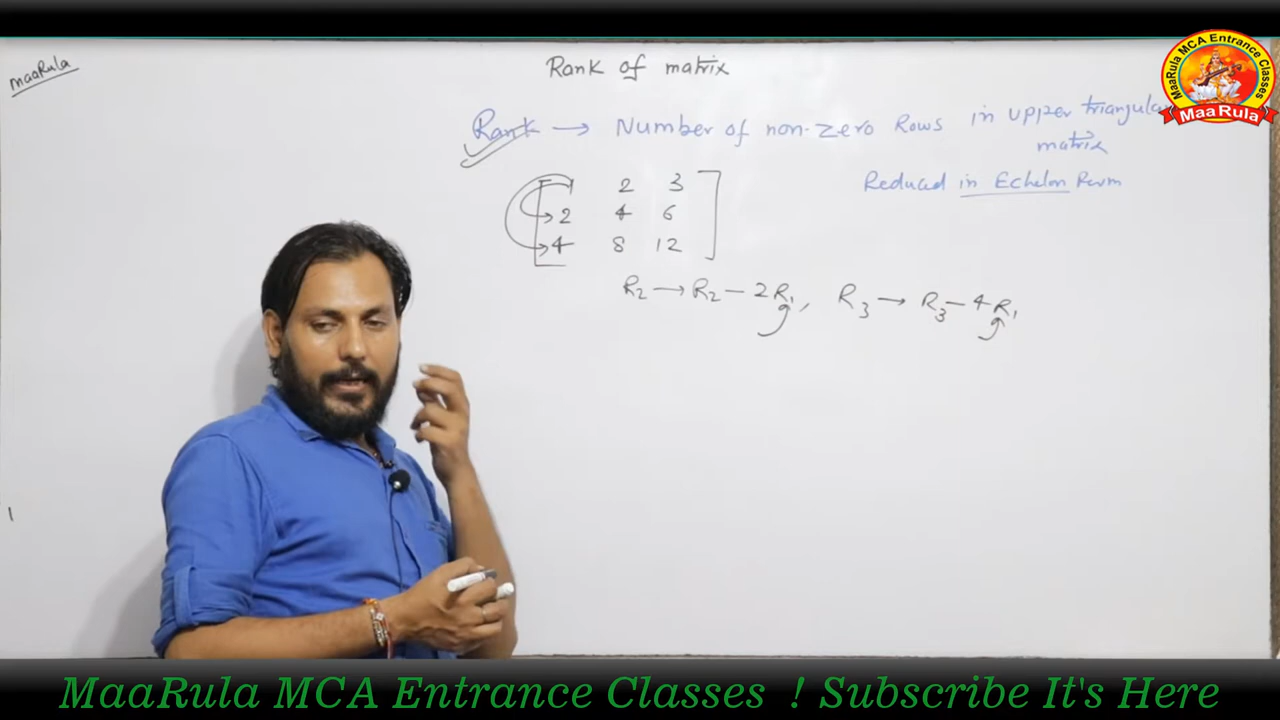 maaRula
Rank of matrix
MaaRula MCA Entrance Classes
MaaRula
Rank → Number of non-zero Rows in upper triangular
matrix
Reduced in Echelon
1 2 3
2 4 6
4 8 12
R2 → R2 - 2R1, R3 → R3 - 4R1
MaaRula MCA Entrance Classes ! Subscribe It's Here